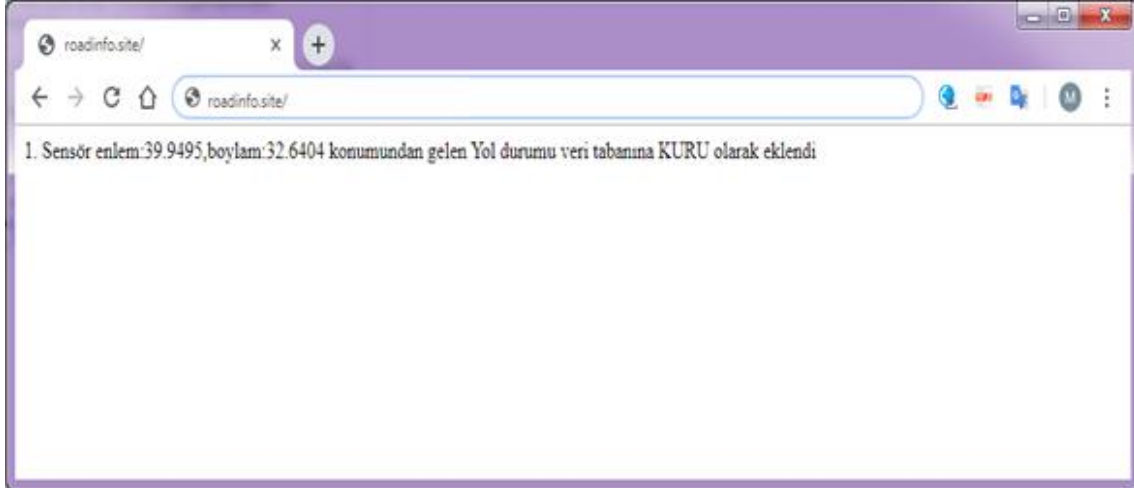 roadinfo.site/
roadinfo.site/
M
1. Sensör enlem:39.9495,boylam:32.6404 konumundan gelen Yol durumu veri tabanına KURU olarak eklendi